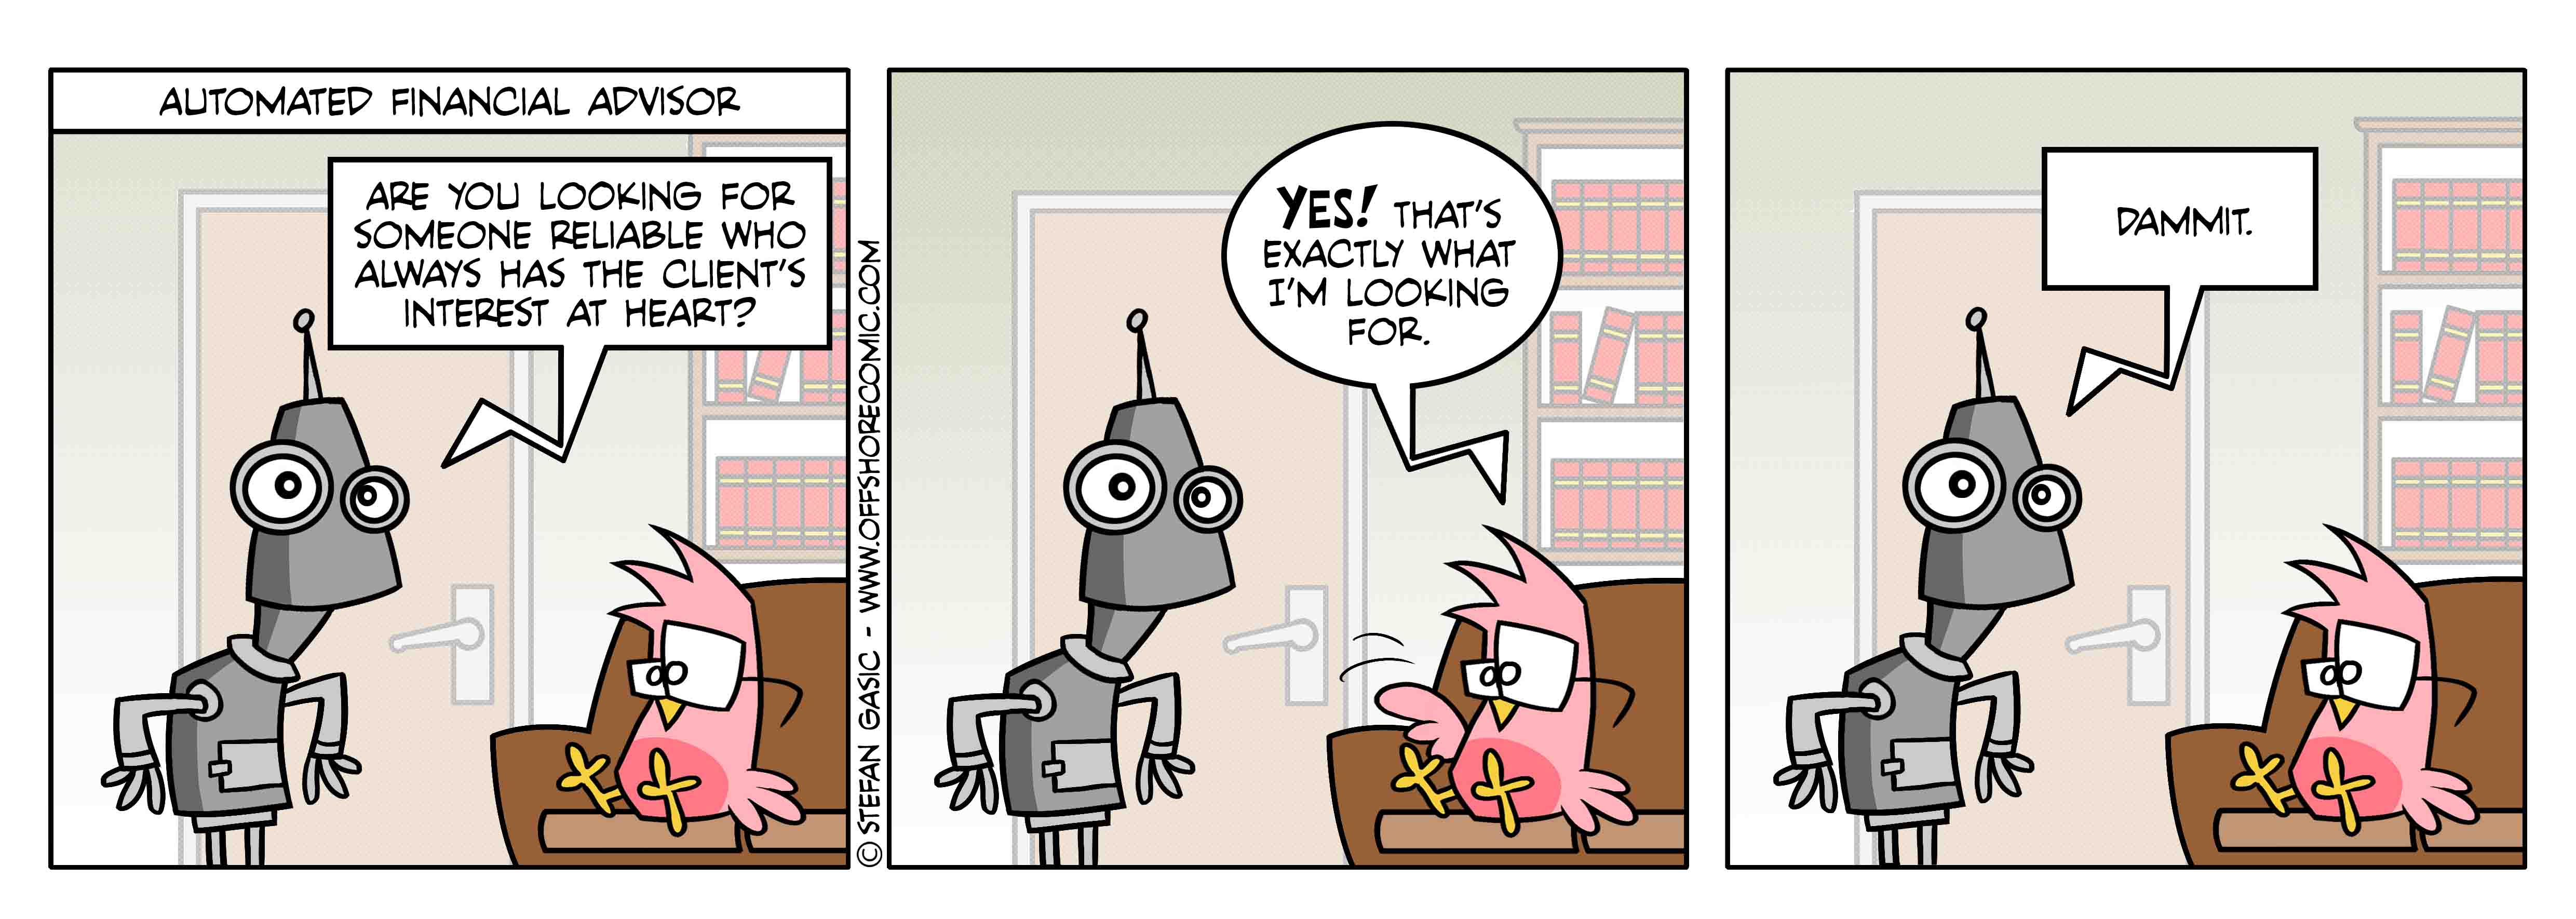 AUTOMATED FINANCIAL ADVISOR
ARE YOU LOOKING FOR
SOMEONE RELIABLE WHO
ALWAYS HAS THE CLIENT'S
INTEREST AT HEART?
© STEFAN GASIC - WWW.OFFSHORECOMIC.COM
YES! THAT'S
EXACTLY WHAT
I'M LOOKING
FOR.
DAMMIT.